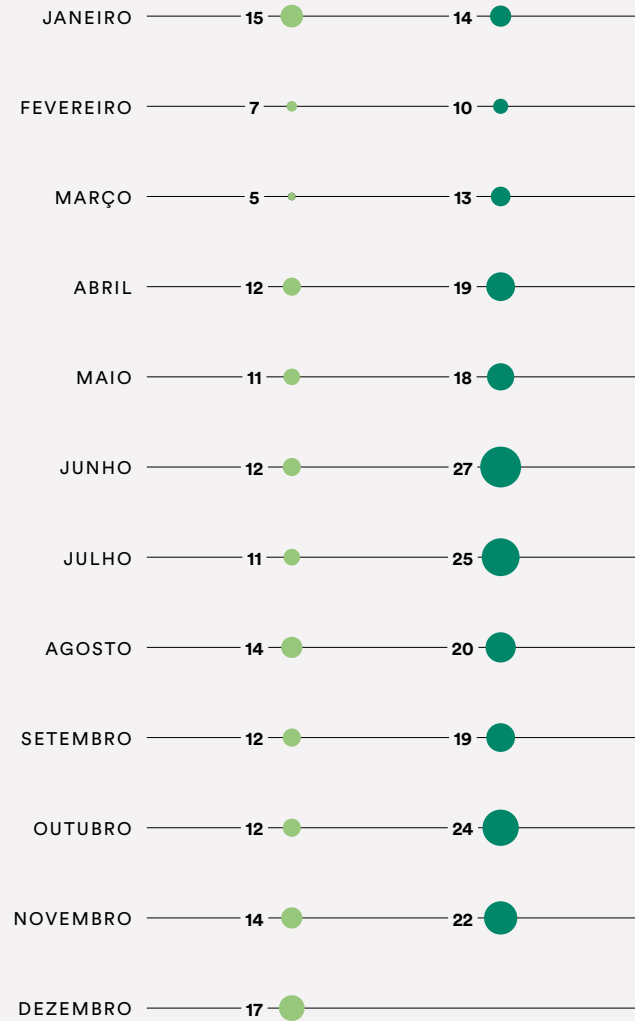 JANEIRO 15 14
FEVEREIRO 7 10
MARÇO 5 13
ABRIL 12 19
MAIO 11 18
JUNHO 12 27
JULHO 11 25
AGOSTO 14 20
SETEMBRO 12 19
OUTUBRO 12 24
NOVEMBRO 14 22
DEZEMBRO 17